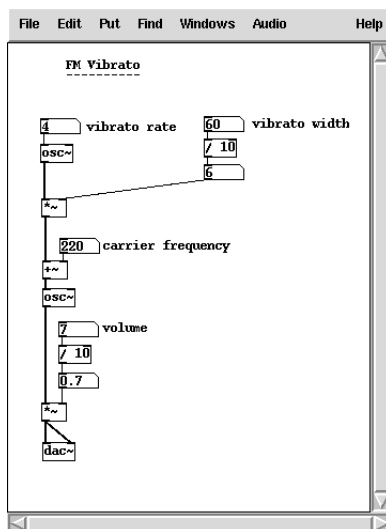 File Edit Put Find Windows Audio Help
FM Vibrato
4 vibrato rate
60 vibrato width
osc~
/ 10
6
*~
220 carrier frequency
+~
osc~
7 volume
/ 10
0.7
*~
dac~